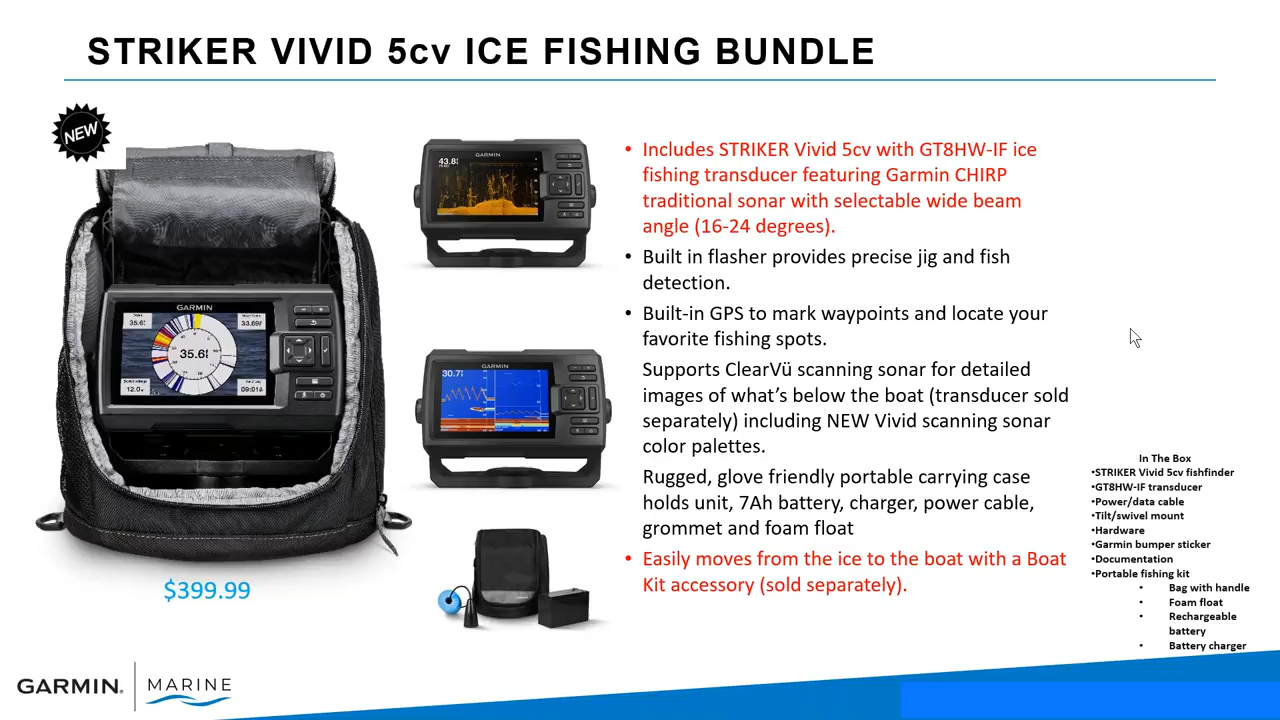 STRIKER VIVID 5cv ICE FISHING BUNDLE
NEW
GARMIN
35.6
12.0
09:01
$399.99
GARMIN
43.8
GARMIN
30.7
• Includes STRIKER Vivid 5cv with GT8HW-IF ice
fishing transducer featuring Garmin CHIRP
traditional sonar with selectable wide beam
angle (16-24 degrees).
• Built in flasher provides precise jig and fish
detection.
• Built-in GPS to mark waypoints and locate your
favorite fishing spots.
Supports ClearVü scanning sonar for detailed
images of what's below the boat (transducer sold
separately) including NEW Vivid scanning sonar
color palettes.
Rugged, glove friendly portable carrying case
holds unit, 7Ah battery, charger, power cable,
grommet and foam float
• Easily moves from the ice to the boat with a Boat
Kit accessory (sold separately).
In The Box
•STRIKER Vivid 5cv fishfinder
•GT8HW-IF transducer
•Power/data cable
•Tilt/swivel mount
•Hardware
•Garmin bumper sticker
•Documentation
•Portable fishing kit
• Bag with handle
• Foam float
• Rechargeable
battery
• Battery charger
GARMIN. MARINE